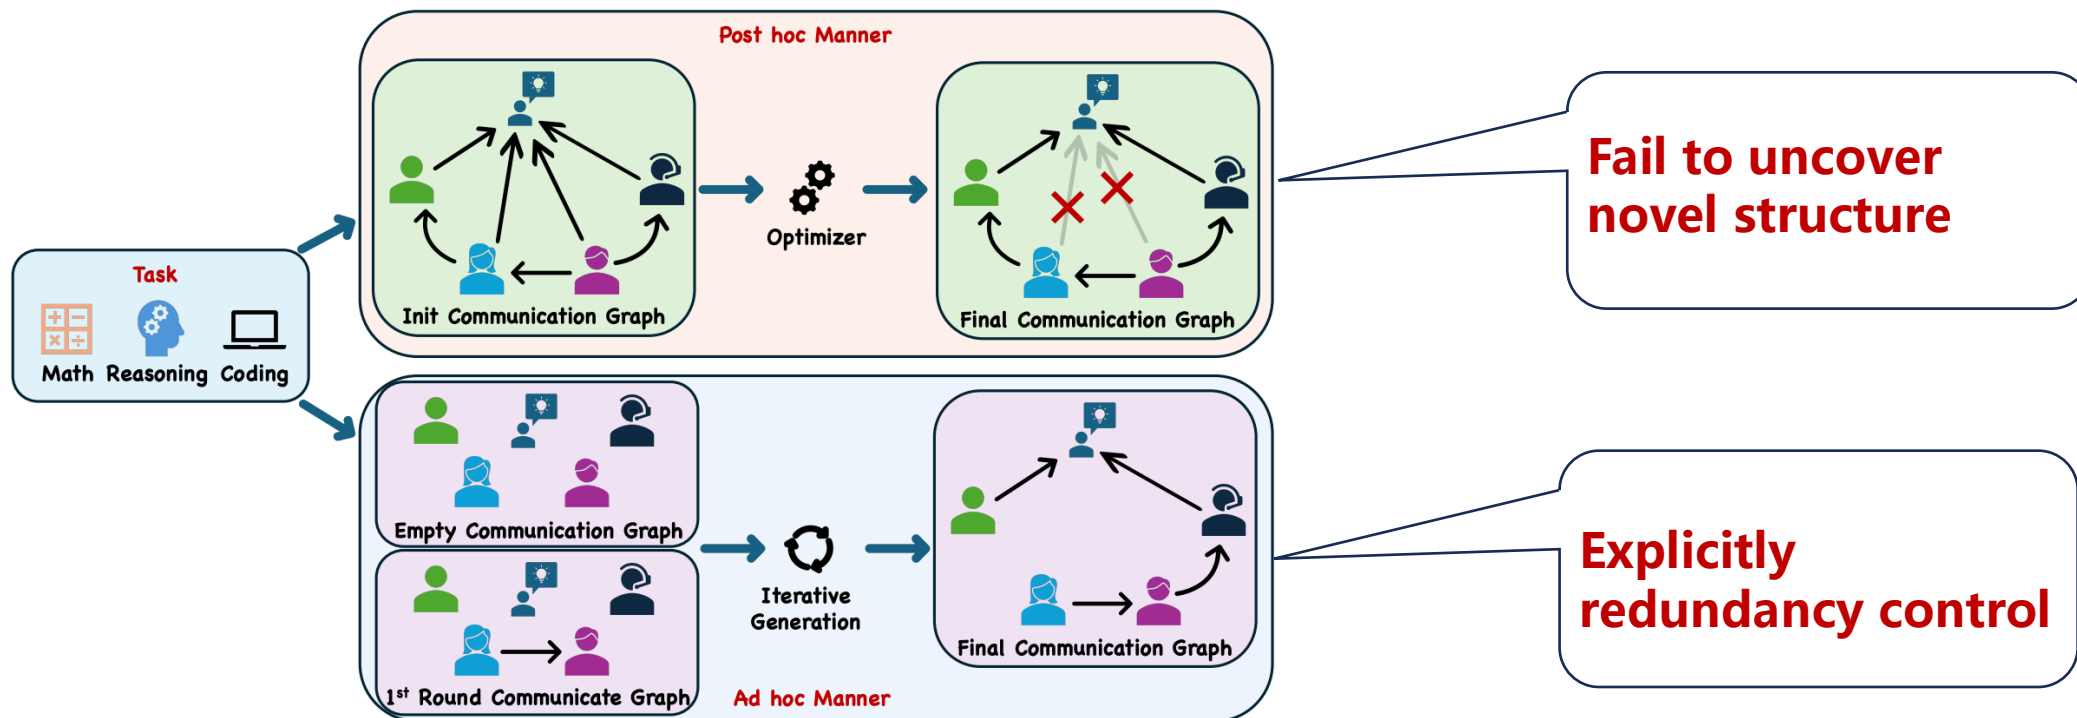 Post hoc Manner
Init Communication Graph
Optimizer
Final Communication Graph
Fail to uncover
novel structure
Task
Math Reasoning Coding
Empty Communication Graph
1st Round Communicate Graph
Iterative
Generation
Final Communication Graph
Ad hoc Manner
Explicitly
redundancy control